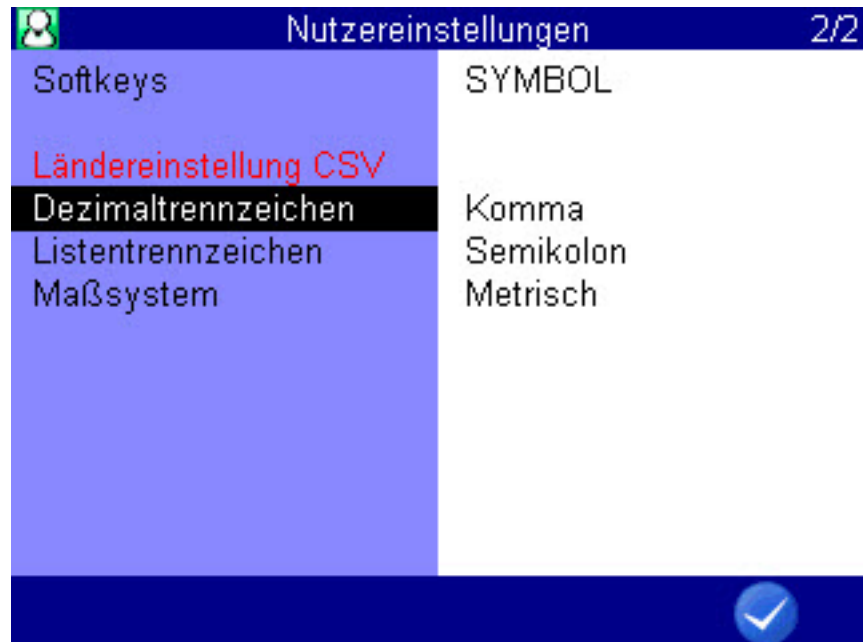 Nutzereinstellungen 2/2
Softkeys SYMBOL
Ländereinstellung CSV
Dezimaltrennzeichen Komma
Listentrennzeichen Semikolon
Maßsystem Metrisch